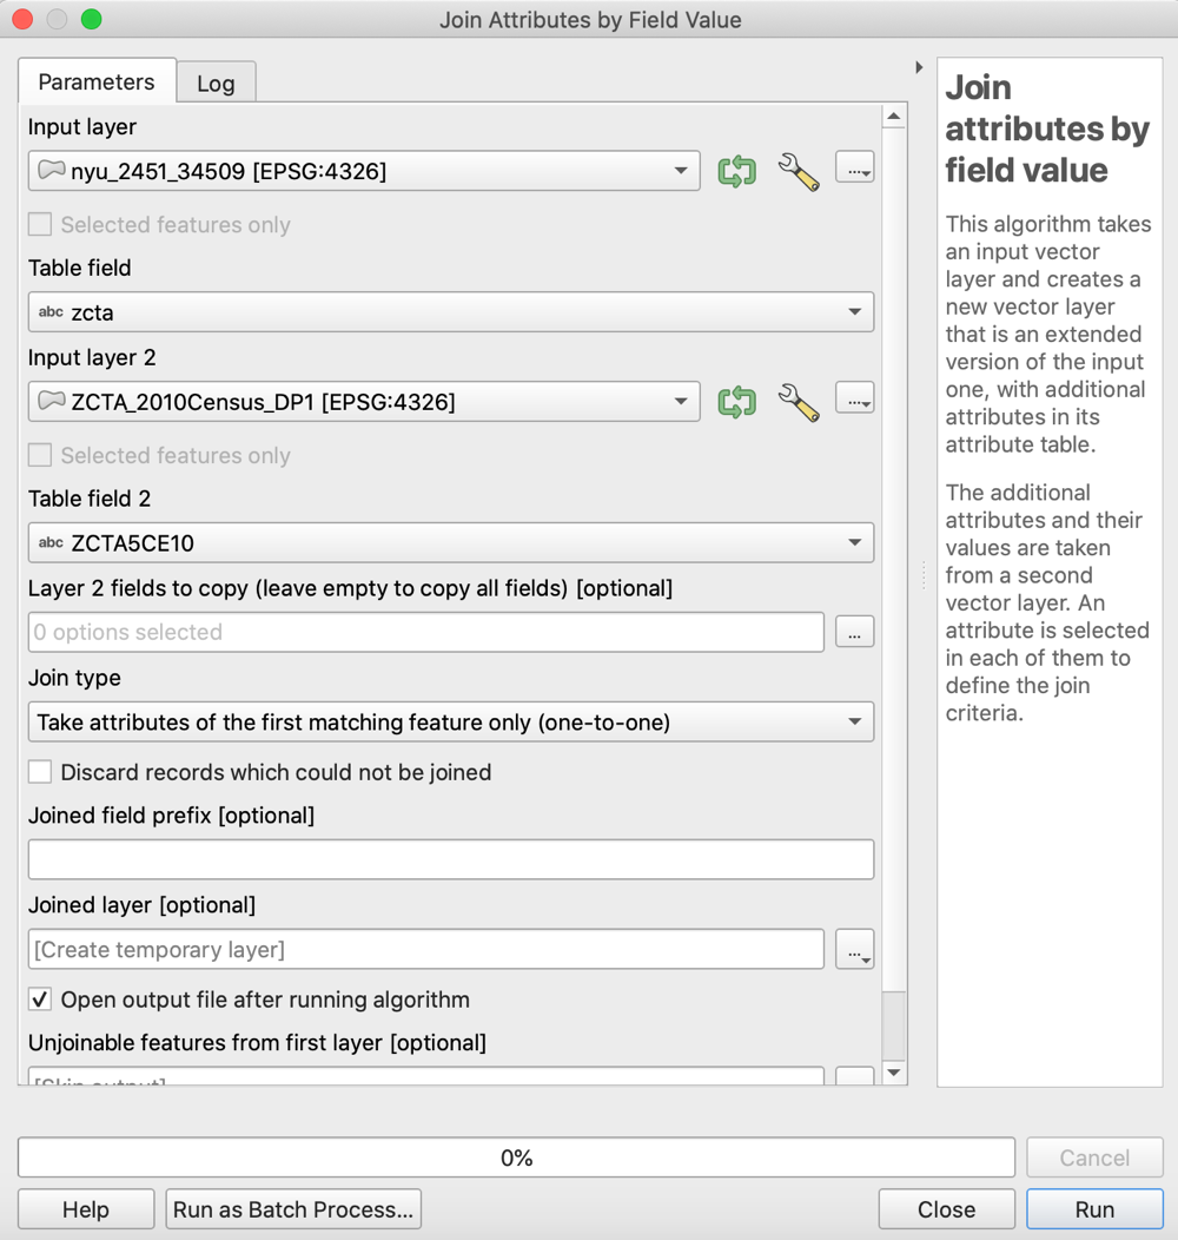 Join Attributes by Field Value
Parameters
Log
Input layer
nyu_2451_34509 [EPSG:4326]
...
Selected features only
Table field
abc zcta
Input layer 2
ZCTA_2010Census_DP1 [EPSG:4326]
...
Selected features only
Table field 2
abc ZCTA5CE10
Layer 2 fields to copy (leave empty to copy all fields) [optional]
0 options selected
...
Join type
Take attributes of the first matching feature only (one-to-one)
Discard records which could not be joined
Joined field prefix [optional]
Joined layer [optional]
[Create temporary layer]
...
Open output file after running algorithm
Unjoinable features from first layer [optional]
[Skip output]
Join
attributes by
field value
This algorithm takes
an input vector
layer and creates a
new vector layer
that is an extended
version of the input
one, with additional
attributes in its
attribute table.
The additional
attributes and their
values are taken
from a second
vector layer. An
attribute is selected
in each of them to
define the join
criteria.
0%
Cancel
Help
Run as Batch Process...
Close
Run